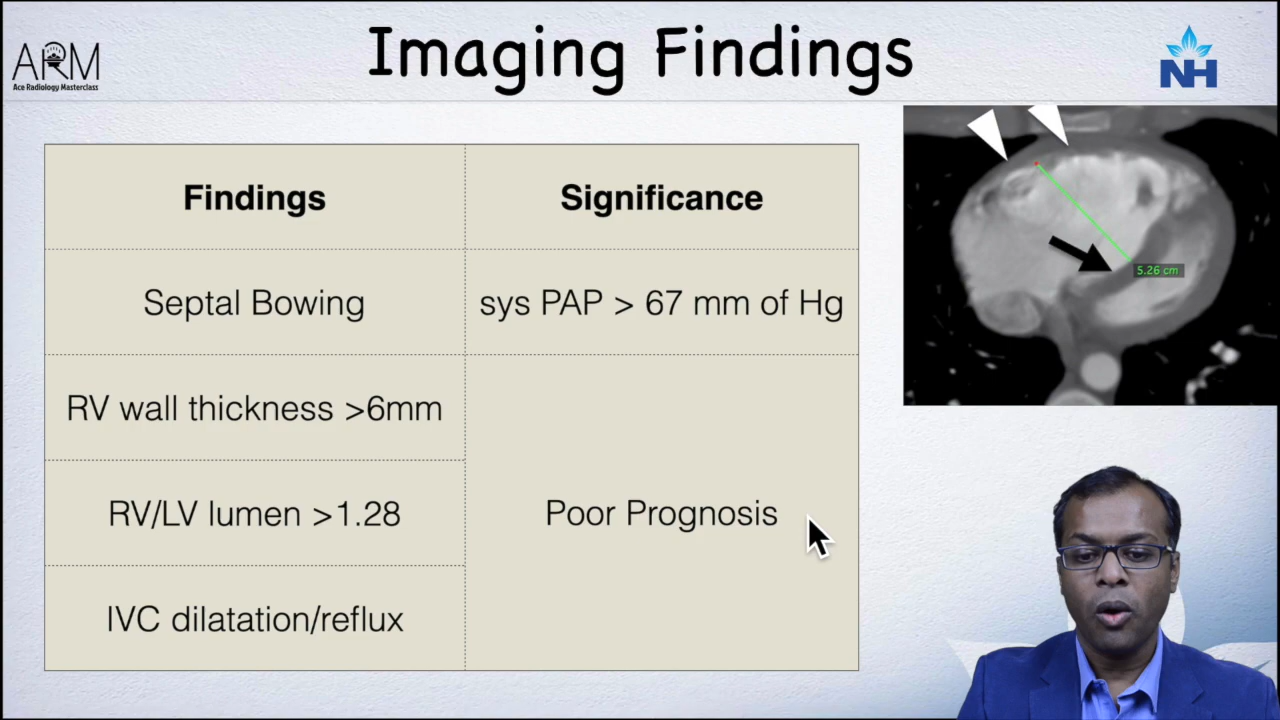 Imaging Findings
ARM
Ace Radiology Masterclass
NH
Findings
Significance
Septal Bowing
sys PAP > 67 mm of Hg
RV wall thickness >6mm
RV/LV lumen >1.28
Poor Prognosis
IVC dilatation/reflux
5.26 cm